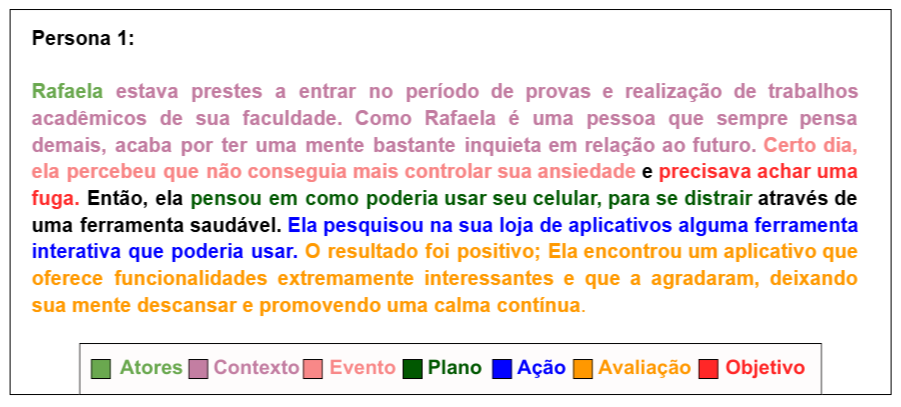 Persona 1:
Rafaela estava prestes a entrar no período de provas e realização de trabalhos
acadêmicos de sua faculdade. Como Rafaela é uma pessoa que sempre pensa
demais, acaba por ter uma mente bastante inquieta em relação ao futuro. Certo dia,
ela percebeu que não conseguia mais controlar sua ansiedade e precisava achar uma
fuga. Então, ela pensou em como poderia usar seu celular, para se distrair através de
uma ferramenta saudável. Ela pesquisou na sua loja de aplicativos alguma ferramenta
interativa que poderia usar. O resultado foi positivo; Ela encontrou um aplicativo que
oferece funcionalidades extremamente interessantes e que a agradaram, deixando
sua mente descansar e promovendo uma calma contínua.
Atores Contexto Evento Plano Ação Avaliação Objetivo